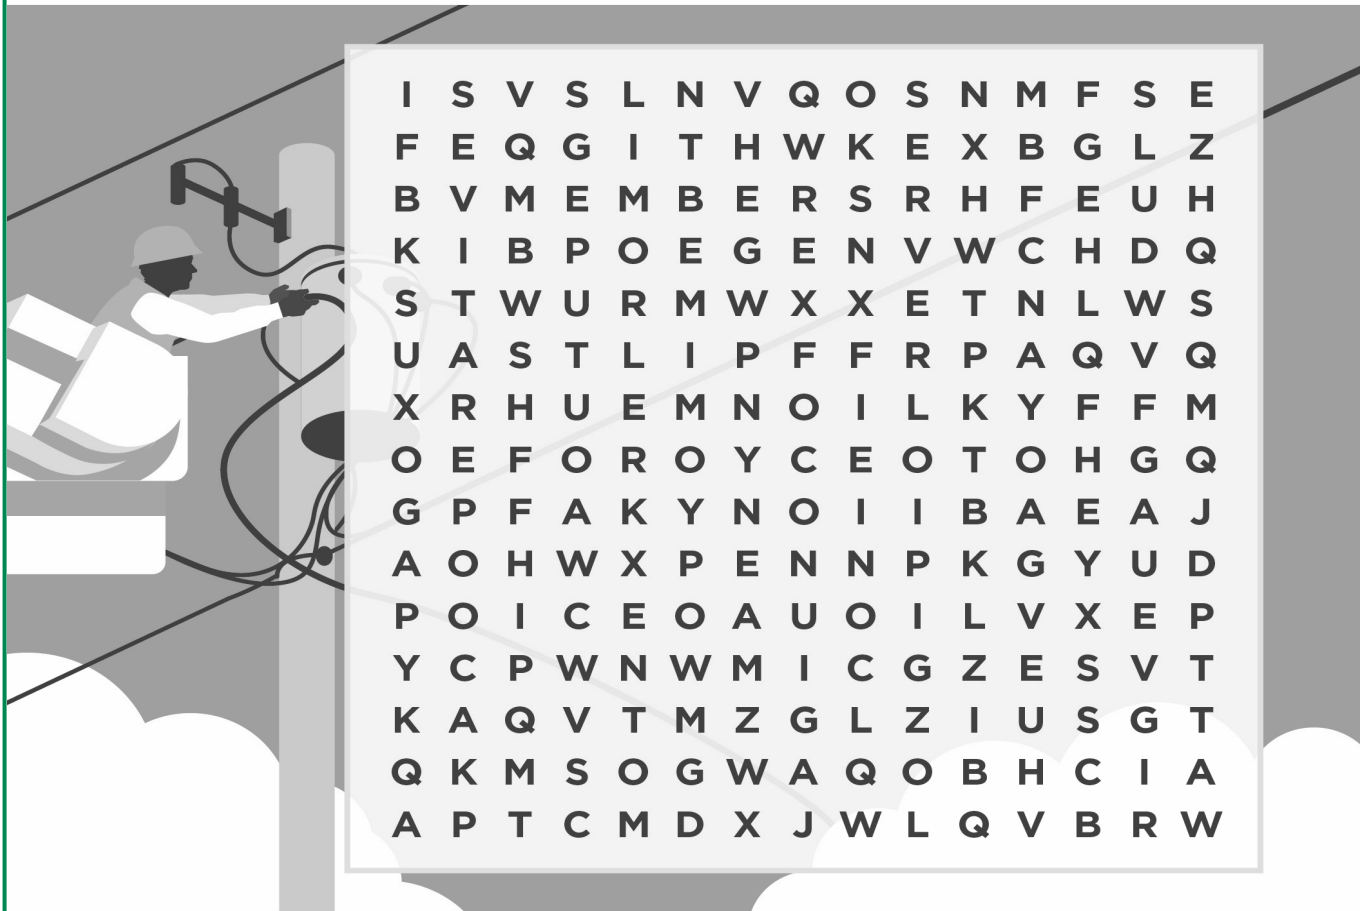 I S V S L N V Q O S N M F S E
F E Q G I T H W K E X B G L Z
B V M E M B E R S R H F E U H
K I B P O E G E N V W C H D Q
S T W U R M W X X E T N L W S
U A S T L I P F F R P A Q V Q
X R H U E M N O I L K Y F F M
O E F O R O Y C E O T O H G Q
G P F A K Y N O I I B A E A J
A O H W X P E N N P K G Y U D
P O I C E O A U O I L V X E P
Y C P W N W M I C G Z E S V T
K A Q V T M Z G L Z I U S G T
Q K M S O G W A Q O B H C I A
A P T C M D X J W L Q V B R W